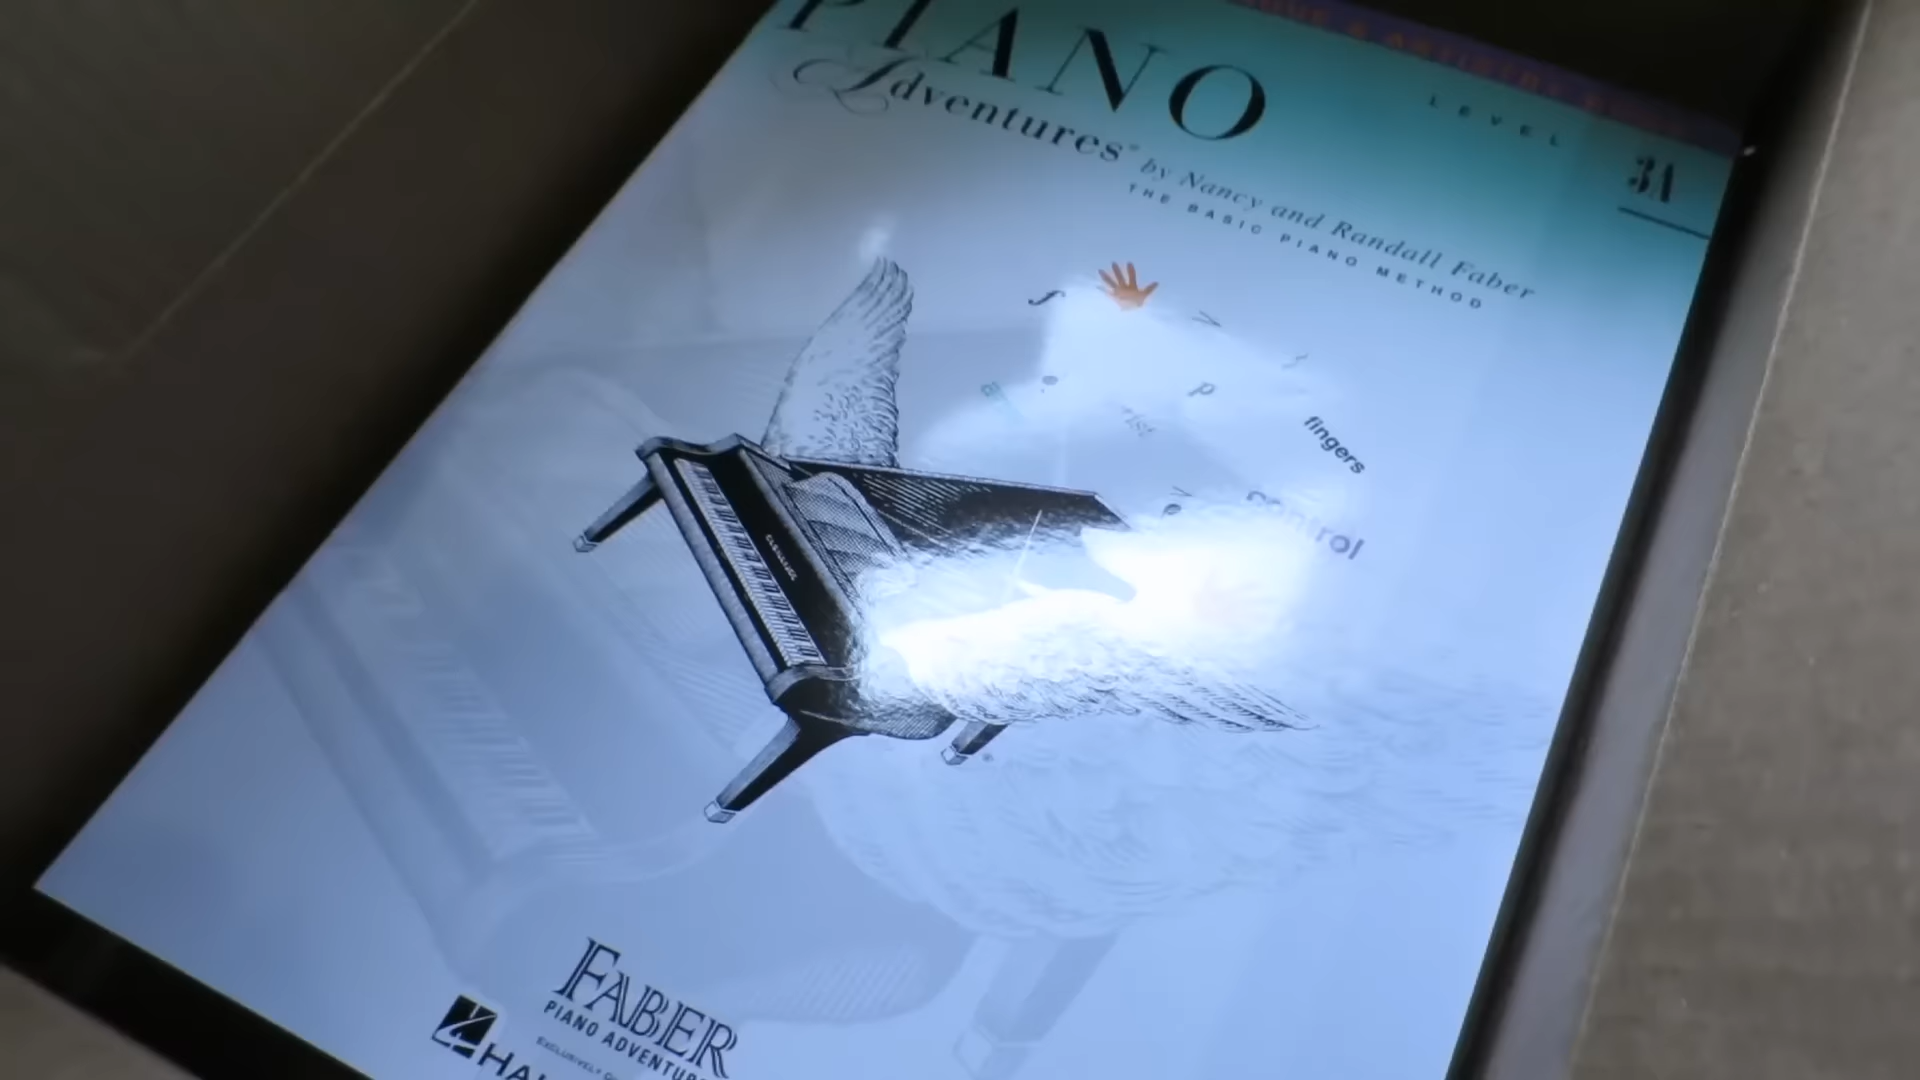 PIANO
Adventures®
by Nancy and Randall Faber
THE BASIC PIANO METHOD
LEVEL
3A
f
p
fingers
control
FABER
PIANO ADVENTURES